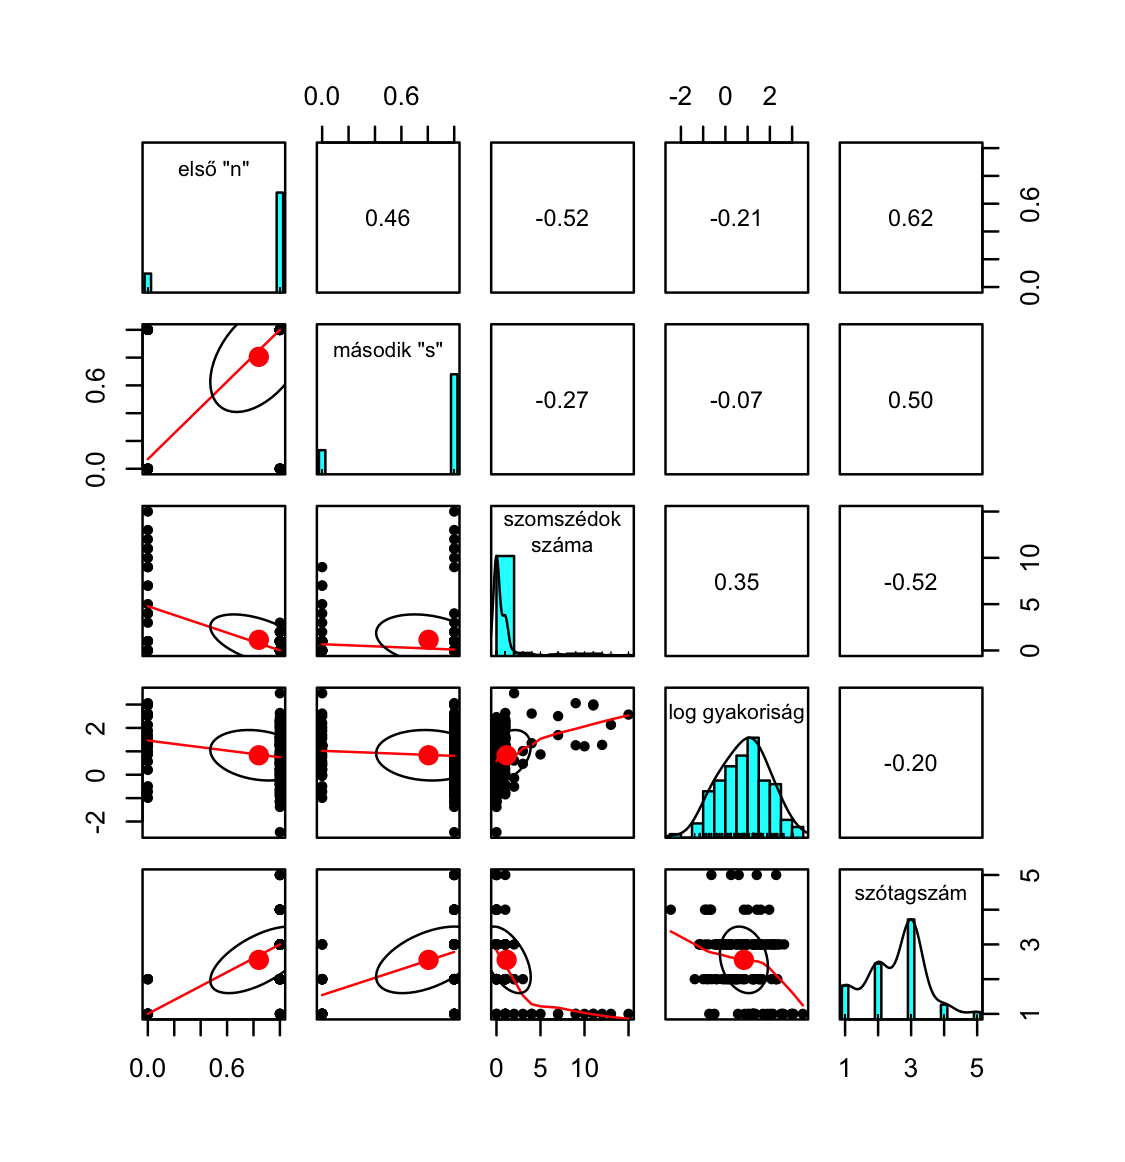 0.0 0.6 -2 0 2
első "n" 0.46 -0.52 -0.21 0.62 0.0 0.6
0.0 0.6 második "s" -0.27 -0.07 0.50
szomszédok
száma 0.35 -0.52 0 5 10
-2 0 2 log gyakoriság -0.20
szótagszám 1 3 5
0.0 0.6 0 5 10 1 3 5